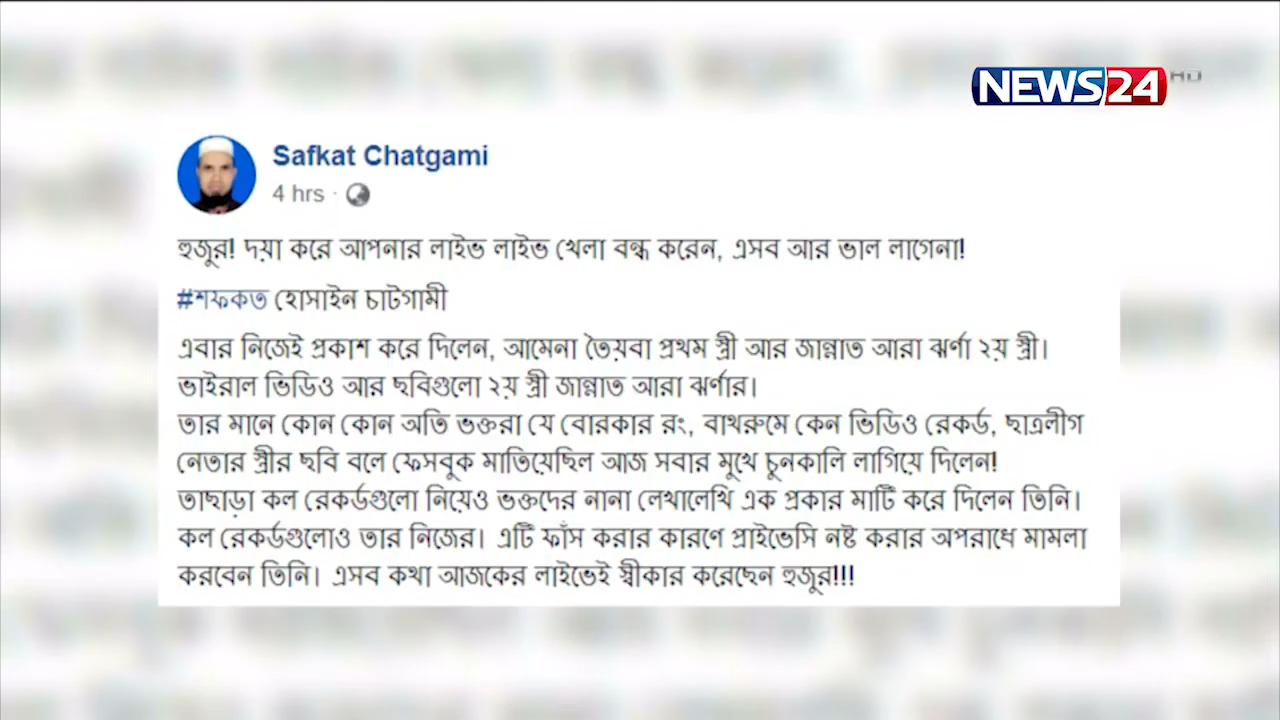 NEWS24 HD
Safkat Chatgami
4 hrs ·
হুজুর! দয়া করে আপনার লাইভ লাইভ খেলা বন্ধ করেন, এসব আর ভাল লাগেনা!
#শফকত হোসাইন চাটগামী
এবার নিজেই প্রকাশ করে দিলেন, আমেনা তৈয়বা প্রথম স্ত্রী আর জান্নাত আরা ঝর্ণা ২য় স্ত্রী।
ভাইরাল ভিডিও আর ছবিগুলো ২য় স্ত্রী জান্নাত আরা ঝর্ণার।
তার মানে কোন কোন অতি ভক্তরা যে বোরকার রং, বাথরুমে কেন ভিডিও রেকর্ড, ছাত্রলীগ
নেতার স্ত্রীর ছবি বলে ফেসবুক মাতিয়েছিল আজ সবার মুখে চুনকালি লাগিয়ে দিলেন!
তাছাড়া কল রেকর্ডগুলো নিয়েও ভক্তদের নানা লেখালেখি এক প্রকার মাটি করে দিলেন তিনি।
কল রেকর্ডগুলোও তার নিজের। এটি ফাঁস করার কারণে প্রাইভেসি নষ্ট করার অপরাধে মামলা
করবেন তিনি। এসব কথা আজকের লাইভেই স্বীকার করেছেন হুজুর!!!